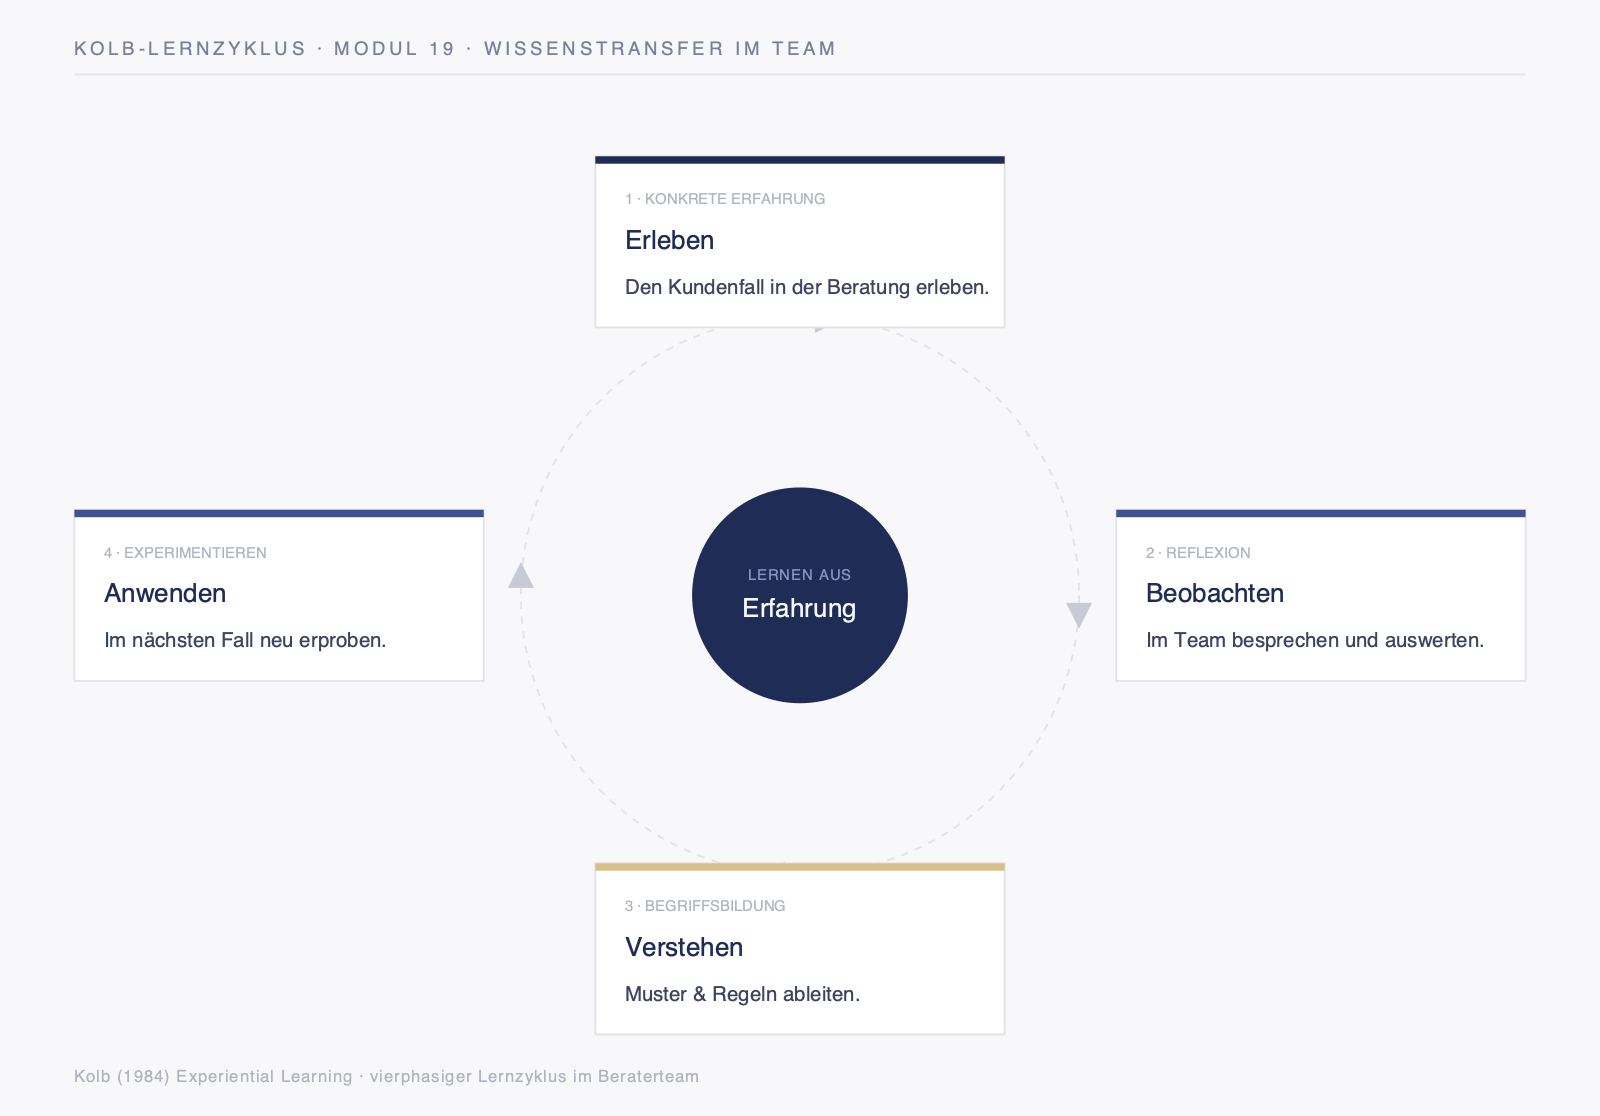 KOLB-LERNZYKLUS · MODUL 19 · WISSENSTRANSFER IM TEAM
1 · KONKRETE ERFAHRUNG
Erleben
Den Kundenfall in der Beratung erleben.
4 · EXPERIMENTIEREN
Anwenden
Im nächsten Fall neu erproben.
LERNEN AUS
Erfahrung
2 · REFLEXION
Beobachten
Im Team besprechen und auswerten.
3 · BEGRIFFSBILDUNG
Verstehen
Muster & Regeln ableiten.
Kolb (1984) Experiential Learning · vierphasiger Lernzyklus im Beraterteam